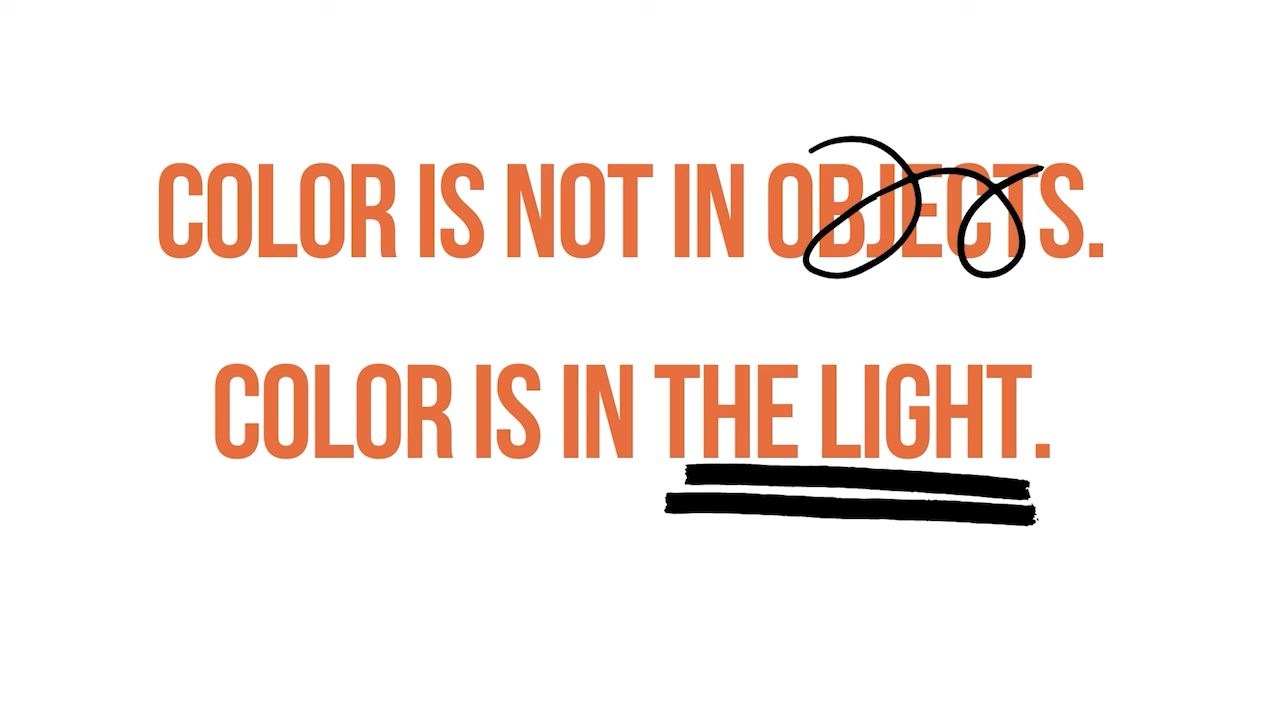 COLOR IS NOT IN OBJECTS.
COLOR IS IN THE LIGHT.